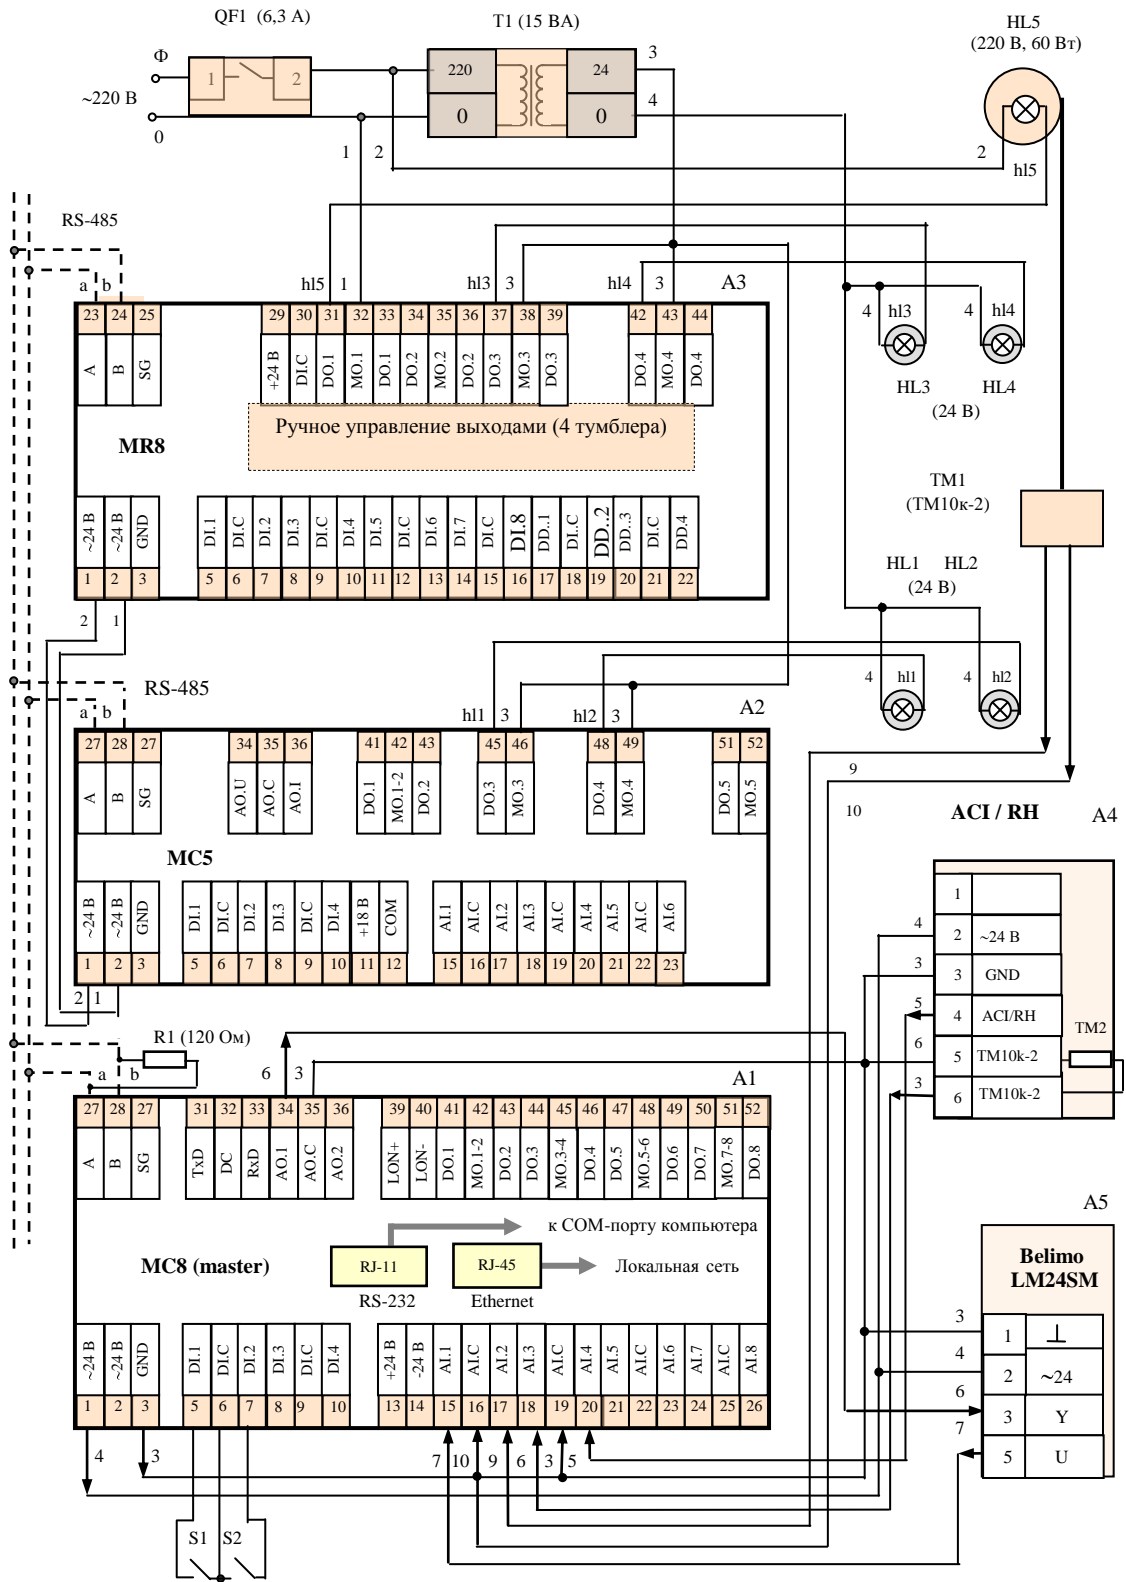 QF1 (6,3 А)
Т1 (15 ВА)
HL5
(220 В, 60 Вт)
Ф
~220 В
0
1 2
220 24
0 0
3
4
1 2
2
hl5
RS-485
a b
hl5 1 hl3 3 hl4 3
A3
23 24 25 29 30 31 32 33 34 35 36 37 38 39 42 43 44
A B SG +24 В DI.C DO.1 MO.1 DO.1 DO.2 MO.2 DO.2 DO.3 MO.3 DO.3 DO.4 MO.4 DO.4
4 hl3 4 hl4
HL3 HL4
(24 В)
Ручное управление выходами (4 тумблера)
MR8
TM1
(ТМ10к-2)
~24 В ~24 В GND DI.1 DI.C DI.2 DI.3 DI.C DI.4 DI.5 DI.C DI.6 DI.7 DI.C DI.8 DD..1 DI.C DD..2 DD..3 DI.C DD.4
1 2 3 5 6 7 8 9 10 11 12 13 14 15 16 17 18 19 20 21 22
HL1 HL2
(24 В)
2 1
4 hl1 4 hl2
RS-485
a b
hl1 3 hl2 3
A2
27 28 27 34 35 36 41 42 43 45 46 48 49 51 52
A B SG AO.U AO.C AO.I DO.1 MO.1-2 DO.2 DO.3 MO.3 DO.4 MO.4 DO.5 MO.5
9
10
ACI / RH
A4
MC5
~24 В ~24 В GND DI.1 DI.C DI.2 DI.3 DI.C DI.4 +18 В COM AI.1 AI.C AI.2 AI.3 AI.C AI.4 AI.5 AI.C AI.6
1 2 3 5 6 7 8 9 10 11 12 15 16 17 18 19 20 21 22 23
1
4 2 ~24 В
3 3 GND
5 4 ACI/RH
6 5 TM10k-2
3 6 TM10k-2
TM2
2 1
R1 (120 Ом)
a b
6 3
A1
27 28 27 31 32 33 34 35 36 39 40 41 42 43 44 45 46 47 48 49 50 51 52
A B SG TxD DC RxD AO.1 AO.C AO.2 LON+ LON- DO.1 MO.1-2 DO.2 DO.3 MO.3-4 DO.4 DO.5 MO.5-6 DO.6 DO.7 MO.7-8 DO.8
к COM-порту компьютера
MC8 (master)
RJ-11 RJ-45
Локальная сеть
RS-232 Ethernet
A5
Belimo
LM24SM
3 1 ⊥
4 2 ~24
6 3 Y
7 5 U
~24 В ~24 В GND DI.1 DI.C DI.2 DI.3 DI.C DI.4 +24 В -24 В AI.1 AI.C AI.2 AI.3 AI.C AI.4 AI.5 AI.C AI.6 AI.7 AI.C AI.8
1 2 3 5 6 7 8 9 10 13 14 15 16 17 18 19 20 21 22 23 24 25 26
4 3 7 10 9 6 3 5
S1 S2